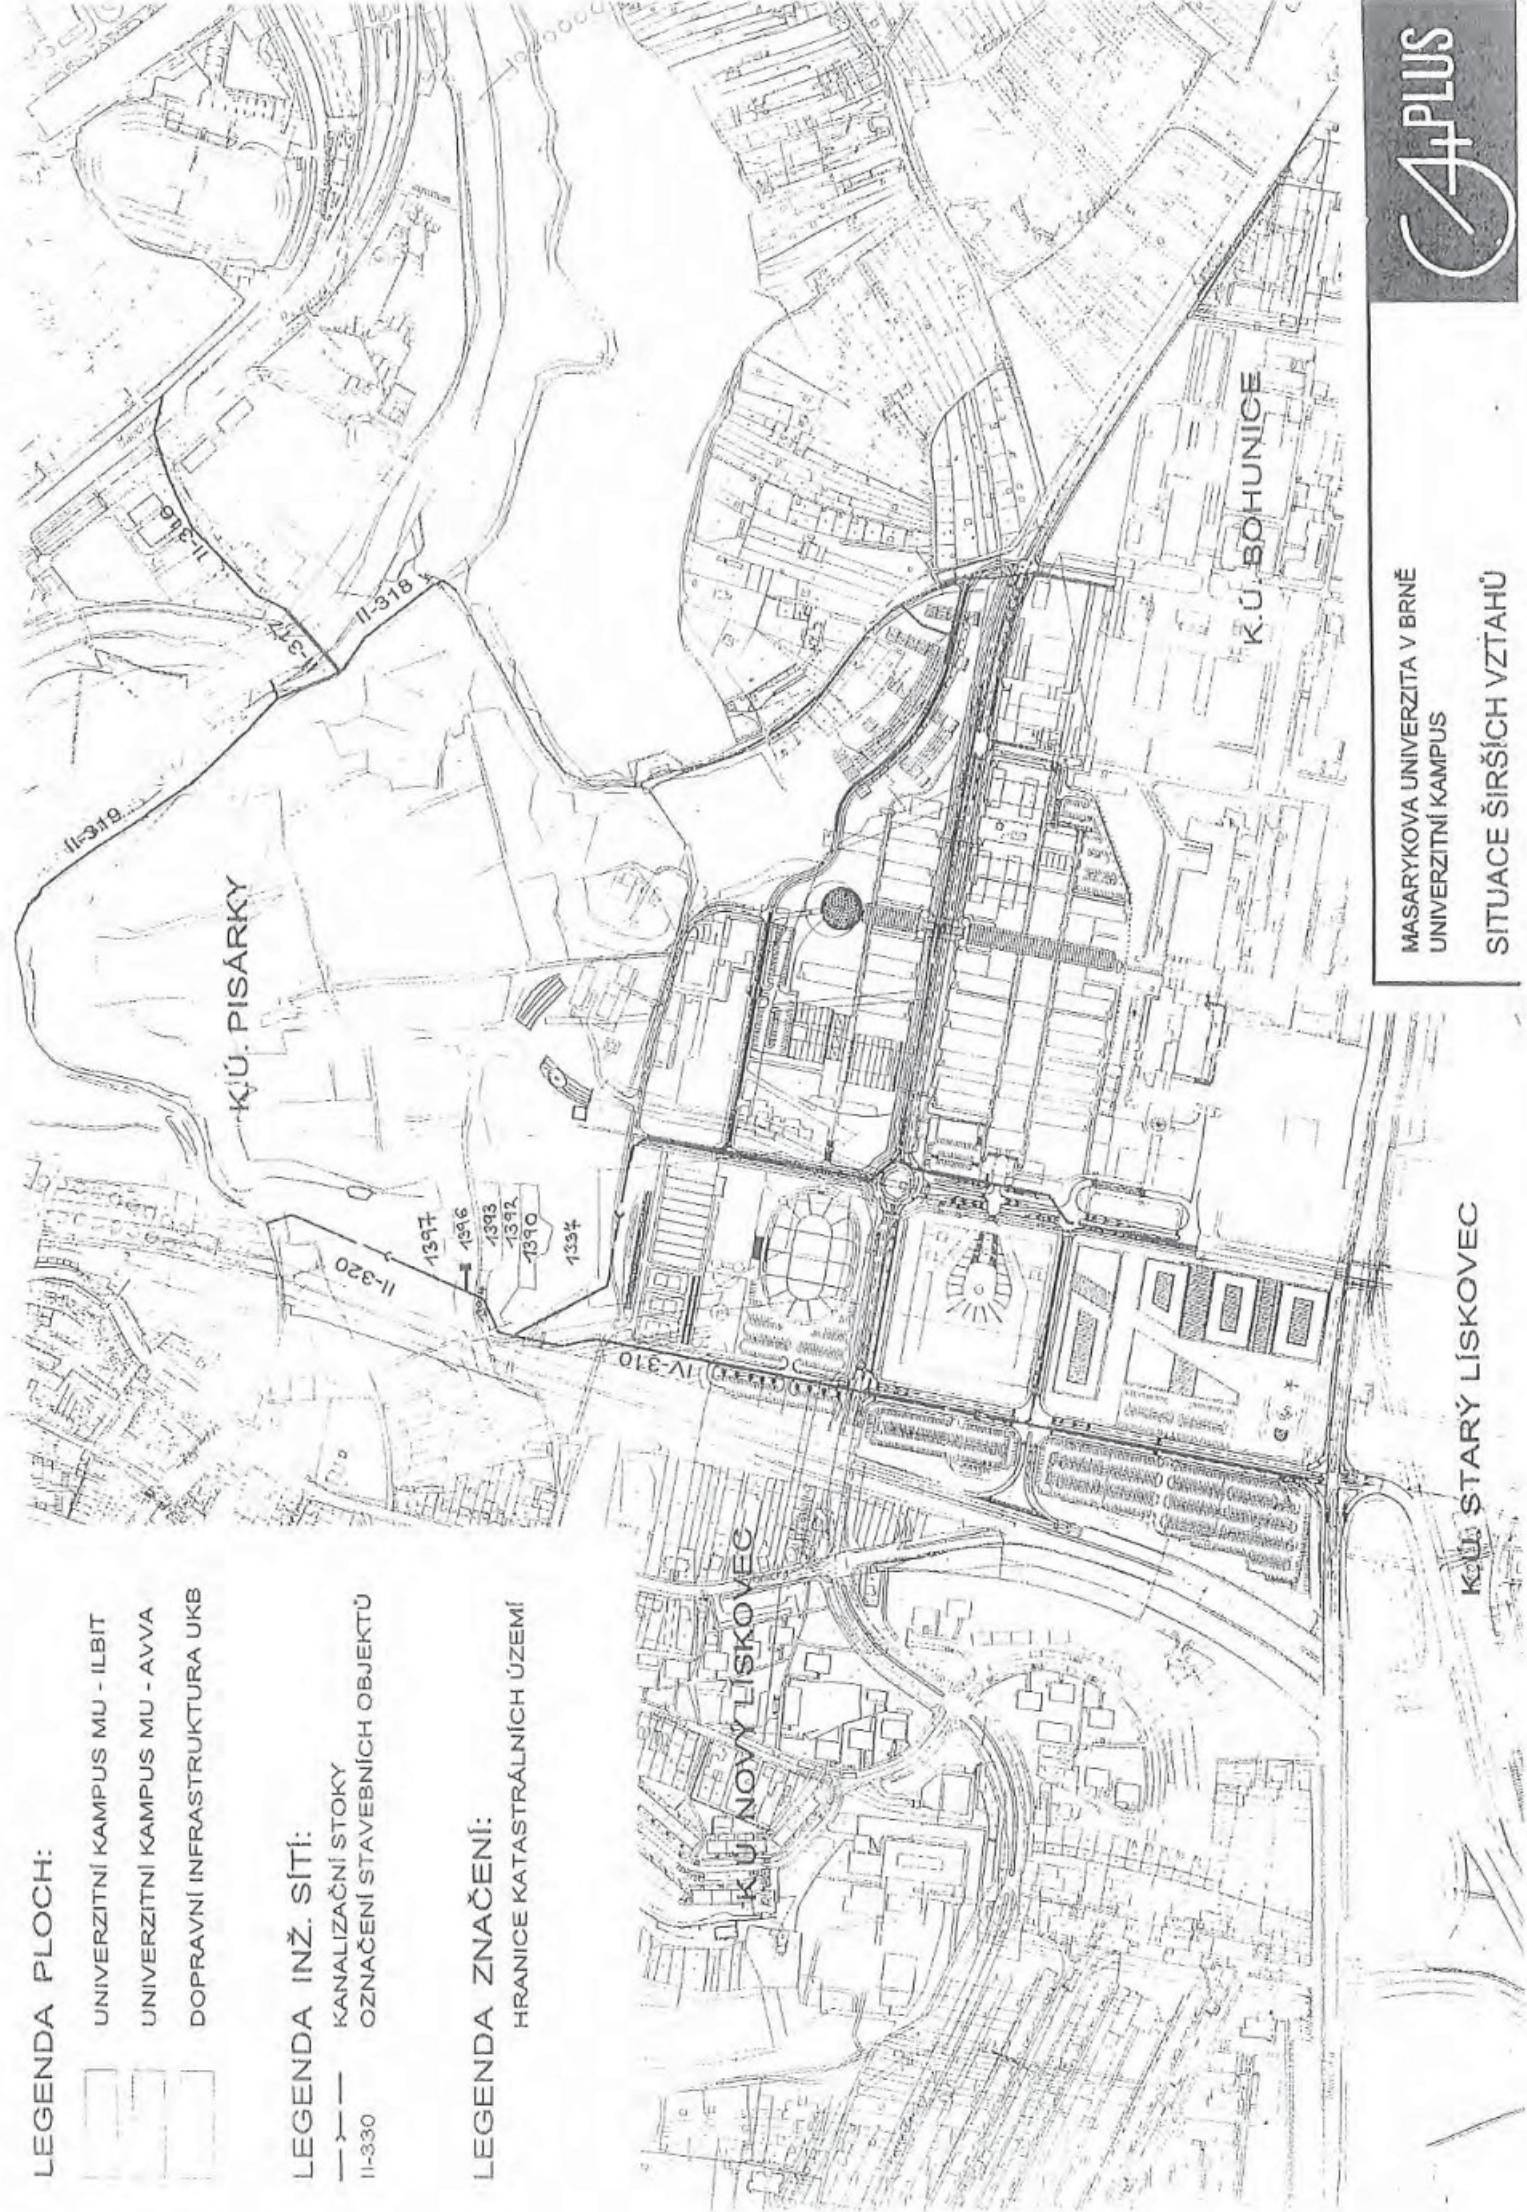 LEGENDA PLOCH:
UNIVERZITNÍ KAMPUS MU - ILBIT
UNIVERZITNÍ KAMPUS MU - AVVA
DOPRAVNÍ INFRASTRUKTURA UKB
LEGENDA INŽ. SÍTÍ:
KANALIZAČNÍ STOKY
II-330 OZNAČENÍ STAVEBNÍCH OBJEKTŮ
LEGENDA ZNAČENÍ:
HRANICE KATASTRÁLNÍCH ÚZEMÍ
II-319
II-317
II-316
II-318
K.Ú. PISÁRKY
II-320
1397
1396
1393
1392
1390
1337
IV-310
K.Ú. NOVÝ LÍSKOVEC
K.Ú. BOHUNICE
K.Ú. STARÝ LÍSKOVEC
MASARYKOVA UNIVERZITA V BRNĚ
UNIVERZITNÍ KAMPUS
SITUACE ŠIRŠÍCH VZTAHŮ
A PLUS